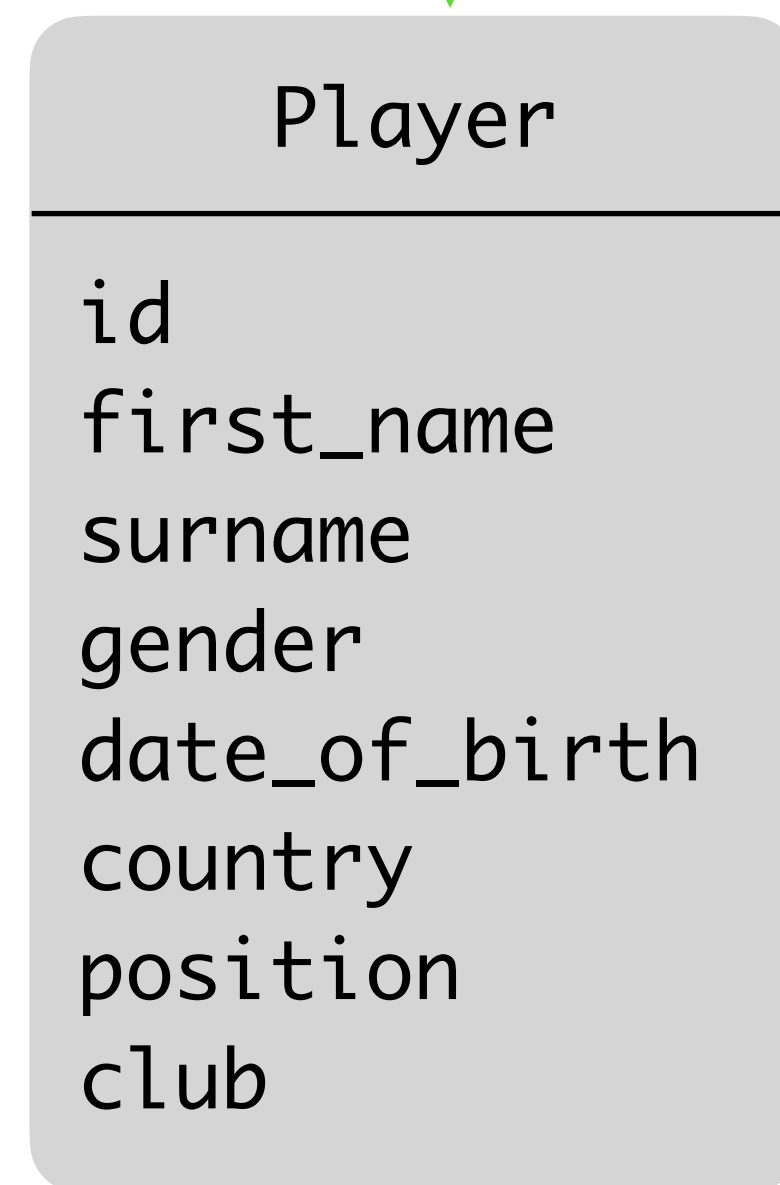 Player
id
first_name
surname
gender
date_of_birth
country
position
club